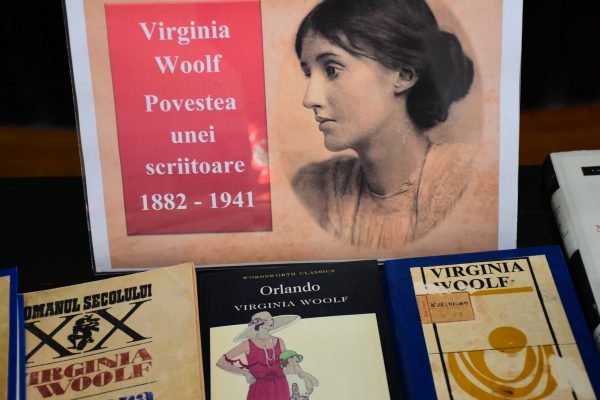 Virginia
Woolf
Povestea
unei
scriitoare
1882 - 1941
OMANUL SECOLULUI
XX
VIRGINIA
WOOLF
WORDSWORTH CLASSICS
Orlando
VIRGINIA WOOLF
VIRGINIA
WOOLF